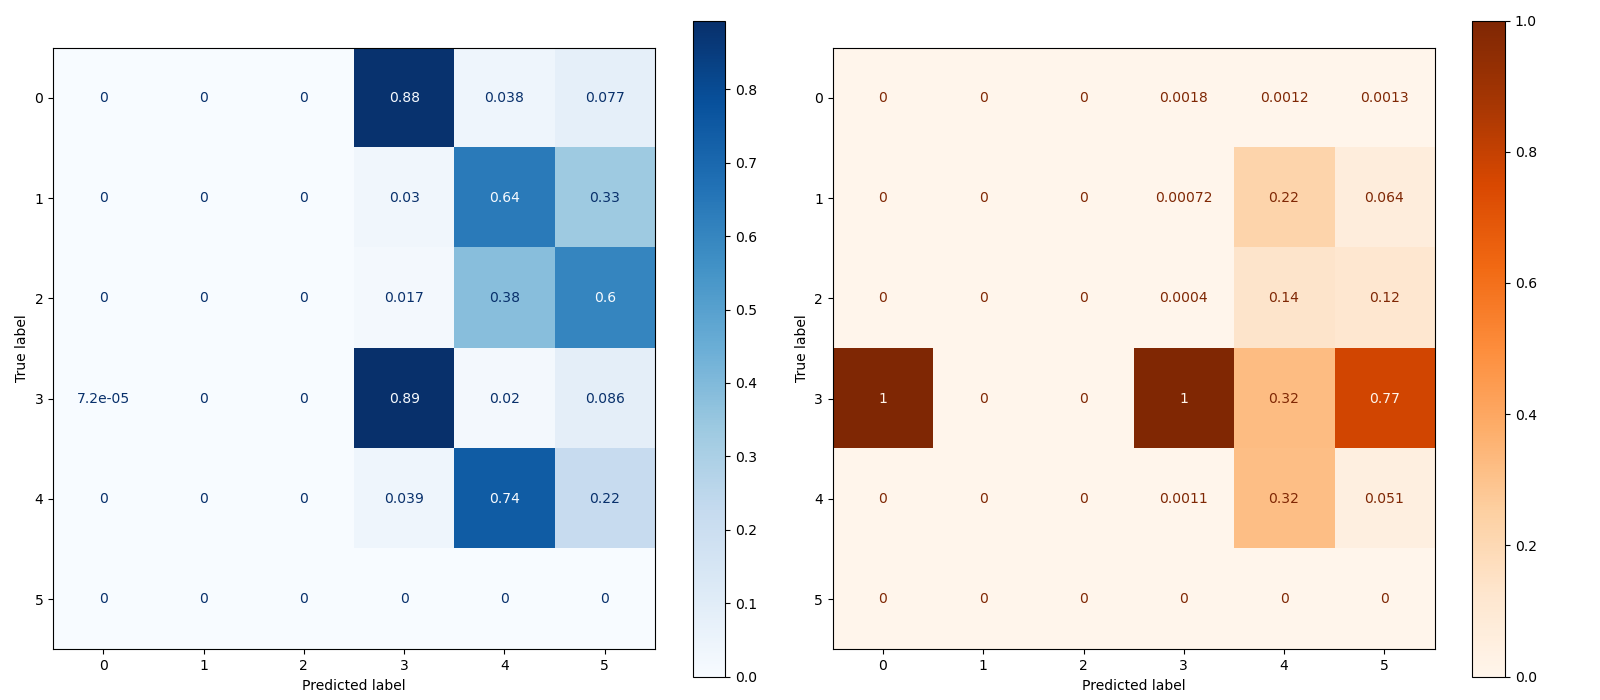 0 0 0 0 0.88 0.038 0.077 0.8
1 0 0 0 0.03 0.64 0.33 0.7
2 0 0 0 0.017 0.38 0.6 0.6
3 7.2e-05 0 0 0.89 0.02 0.086 0.5
4 0 0 0 0.039 0.74 0.22 0.4
5 0 0 0 0 0 0 0.3
0.2
0.1
0.0
True label
0 1 2 3 4 5
Predicted label
0 0 0 0 0.0018 0.0012 0.0013 1.0
1 0 0 0 0.00072 0.22 0.064 0.8
2 0 0 0 0.0004 0.14 0.12 0.6
3 1 0 0 1 0.32 0.77 0.4
4 0 0 0 0.0011 0.32 0.051 0.2
5 0 0 0 0 0 0 0.0
True label
0 1 2 3 4 5
Predicted label